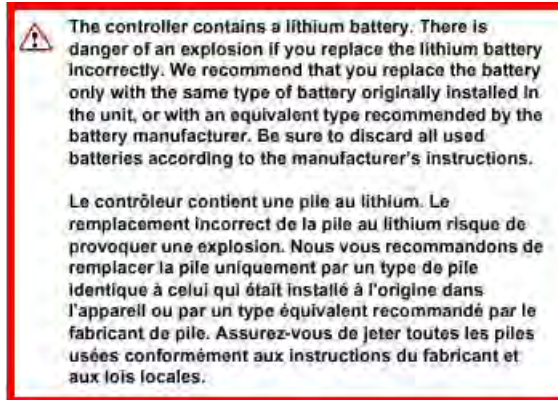 The controller contains a lithium battery. There is
danger of an explosion if you replace the lithium battery
incorrectly. We recommend that you replace the battery
only with the same type of battery originally installed in
the unit, or with an equivalent type recommended by the
battery manufacturer. Be sure to discard all used
batteries according to the manufacturer's instructions.
Le contrôleur contient une pile au lithium. Le
remplacement incorrect de la pile au lithium risque de
provoquer une explosion. Nous vous recommandons de
remplacer la pile uniquement par un type de pile
identique à celui qui était installé à l'origine dans
l'appareil ou par un type équivalent recommandé par le
fabricant de pile. Assurez-vous de jeter toutes les piles
usées conformément aux instructions du fabricant et
aux lois locales.